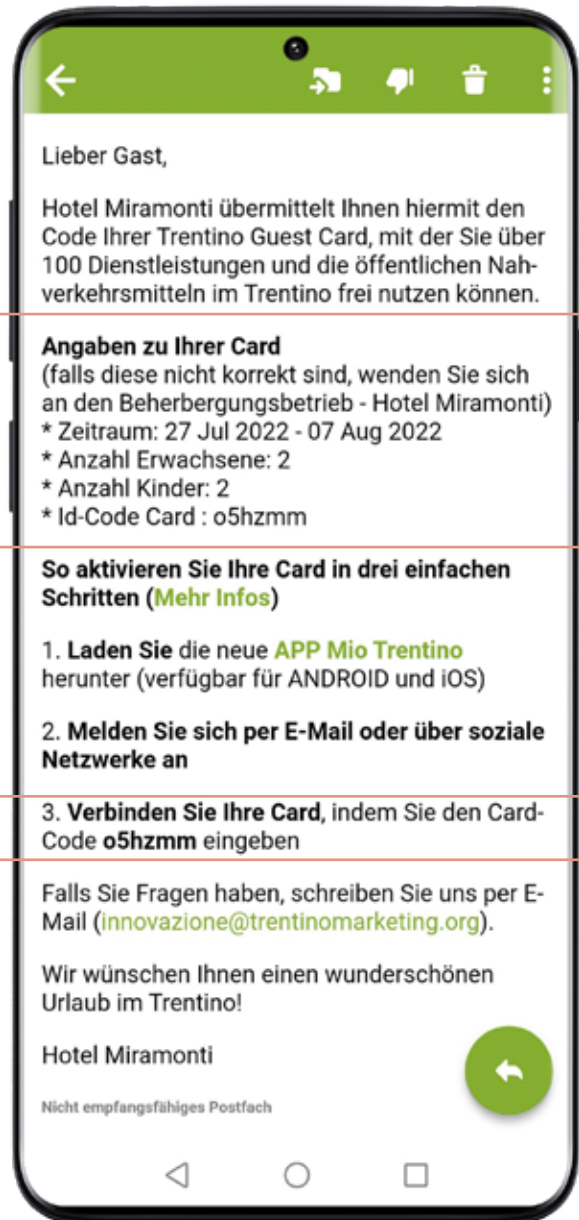 Lieber Gast,
Hotel Miramonti übermittelt Ihnen hiermit den
Code Ihrer Trentino Guest Card, mit der Sie über
100 Dienstleistungen und die öffentlichen Nah-
verkehrsmitteln im Trentino frei nutzen können.
Angaben zu Ihrer Card
(falls diese nicht korrekt sind, wenden Sie sich
an den Beherbergungsbetrieb - Hotel Miramonti)
* Zeitraum: 27 Jul 2022 - 07 Aug 2022
* Anzahl Erwachsene: 2
* Anzahl Kinder: 2
* Id-Code Card : o5hzmm
So aktivieren Sie Ihre Card in drei einfachen
Schritten (Mehr Infos)
1. Laden Sie die neue APP Mio Trentino
herunter (verfügbar für ANDROID und iOS)
2. Melden Sie sich per E-Mail oder über soziale
Netzwerke an
3. Verbinden Sie Ihre Card, indem Sie den Card-
Code o5hzmm eingeben
Falls Sie Fragen haben, schreiben Sie uns per E-
Mail (innovazione@trentinomarketing.org).
Wir wünschen Ihnen einen wunderschönen
Urlaub im Trentino!
Hotel Miramonti
Nicht empfangsfähiges Postfach